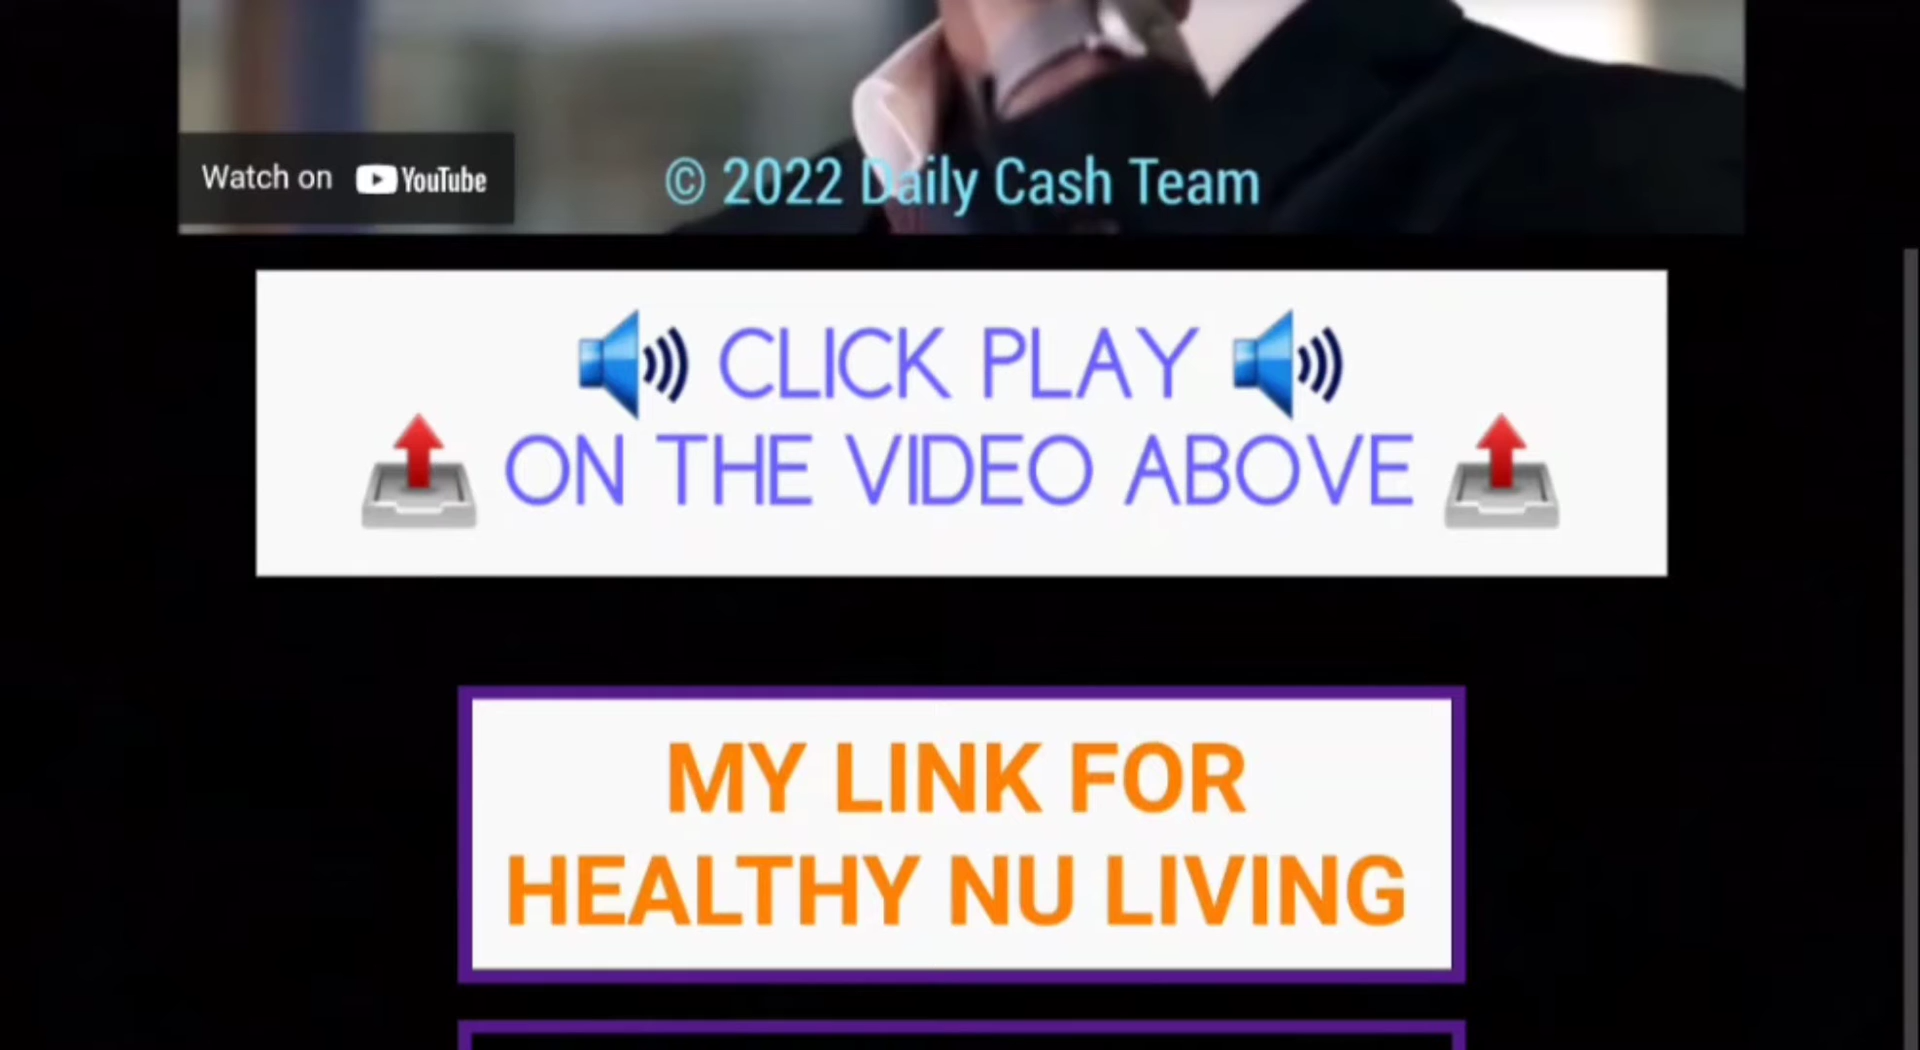 Watch on YouTube
© 2022 Daily Cash Team
CLICK PLAY
ON THE VIDEO ABOVE
MY LINK FOR
HEALTHY NU LIVING